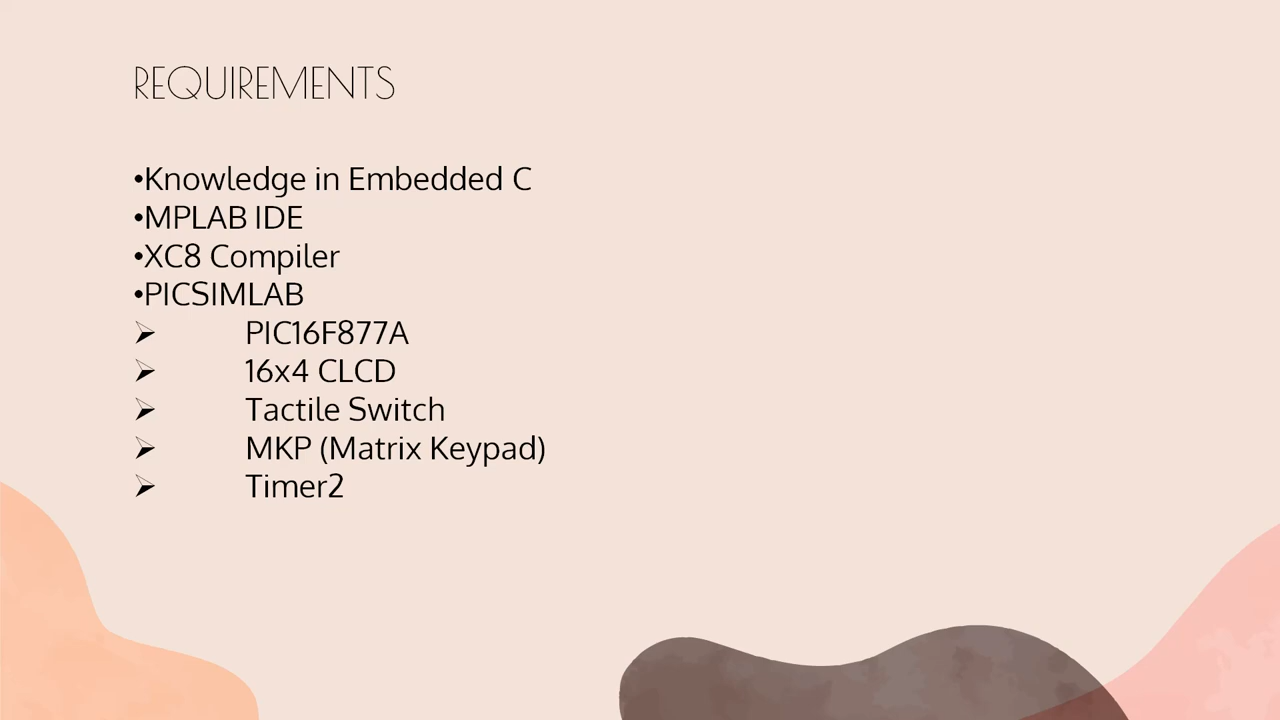 REQUIREMENTS
•Knowledge in Embedded C
•MPLAB IDE
•XC8 Compiler
•PICSIMLAB
➢ PIC16F877A
➢ 16x4 CLCD
➢ Tactile Switch
➢ MKP (Matrix Keypad)
➢ Timer2